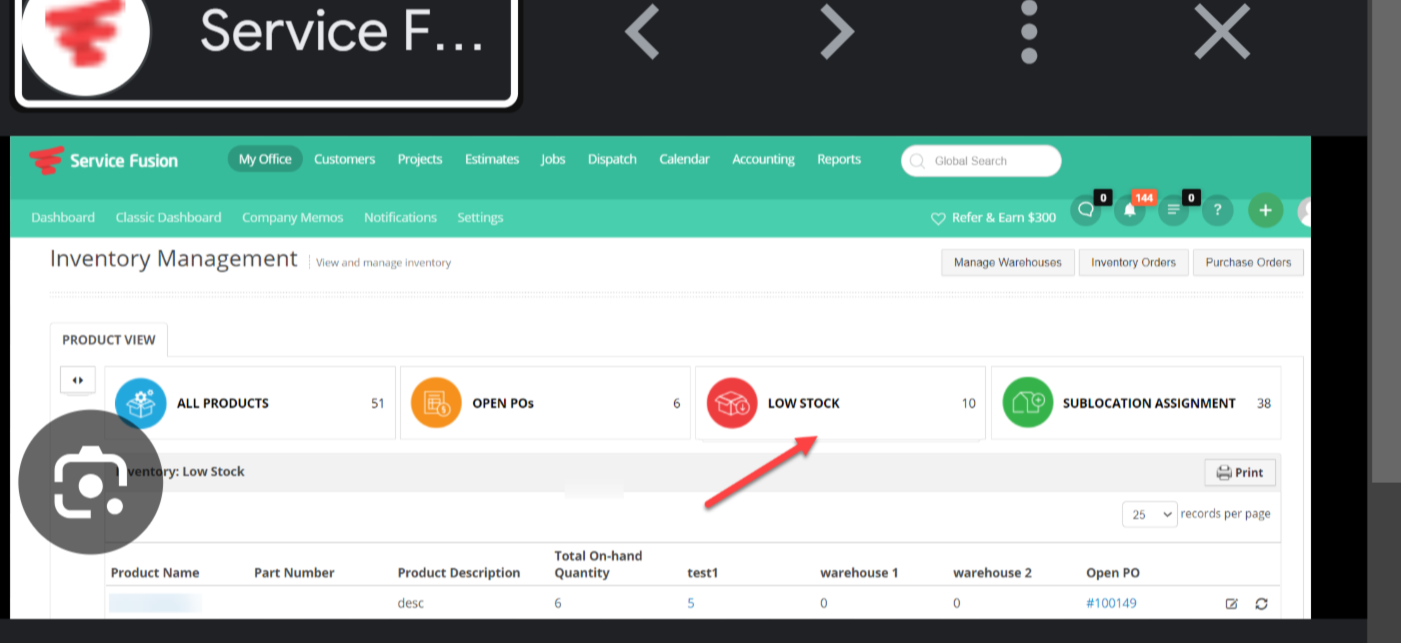 Service F...
Service Fusion My Office Customers Projects Estimates Jobs Dispatch Calendar Accounting Reports Global Search
Dashboard Classic Dashboard Company Memos Notifications Settings Refer & Earn $300 0 144 0 ? +
Inventory Management View and manage inventory Manage Warehouses Inventory Orders Purchase Orders
PRODUCT VIEW
ALL PRODUCTS 51 OPEN POs 6 LOW STOCK 10 SUBLOCATION ASSIGNMENT 38
Inventory: Low Stock Print
25 records per page
Product Name Part Number Product Description Total On-hand Quantity test1 warehouse 1 warehouse 2 Open PO
desc 6 5 0 0 #100149